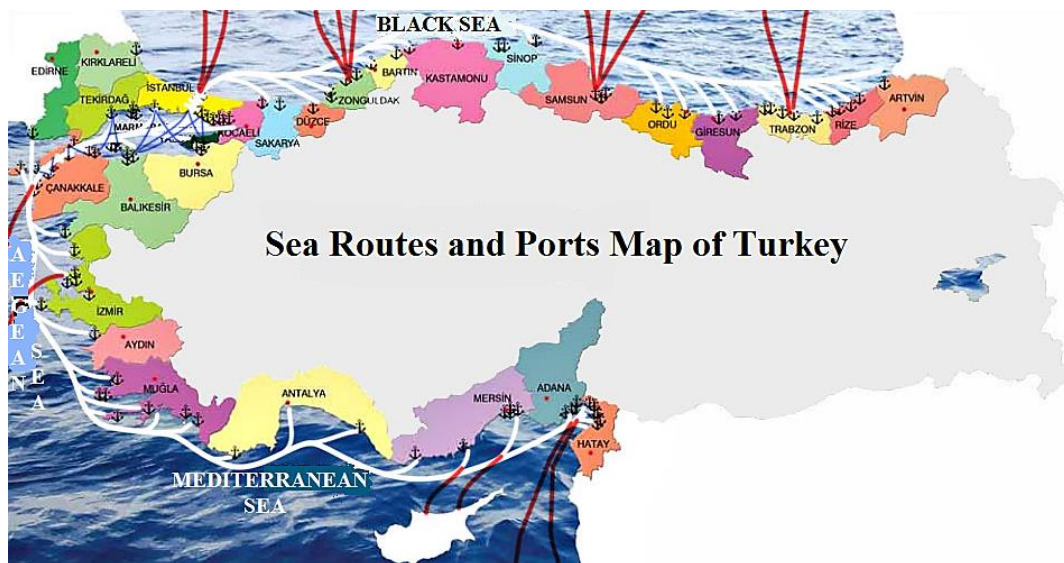 BLACK SEA
KIRKLARELİ
EDİRNE
TEKİRDAĞ
İSTANBUL
KOCAELİ
SAKARYA
DÜZCE
ZONGULDAK
BARTIN
KASTAMONU
SİNOP
SAMSUN
ORDU
GİRESUN
TRABZON
RİZE
ARTVİN
ÇANAKKALE
BURSA
BALIKESİR
Sea Routes and Ports Map of Turkey
AEGEAN
SEA
İZMİR
AYDIN
MUĞLA
ANTALYA
MERSİN
ADANA
HATAY
MEDITERRANEAN
SEA